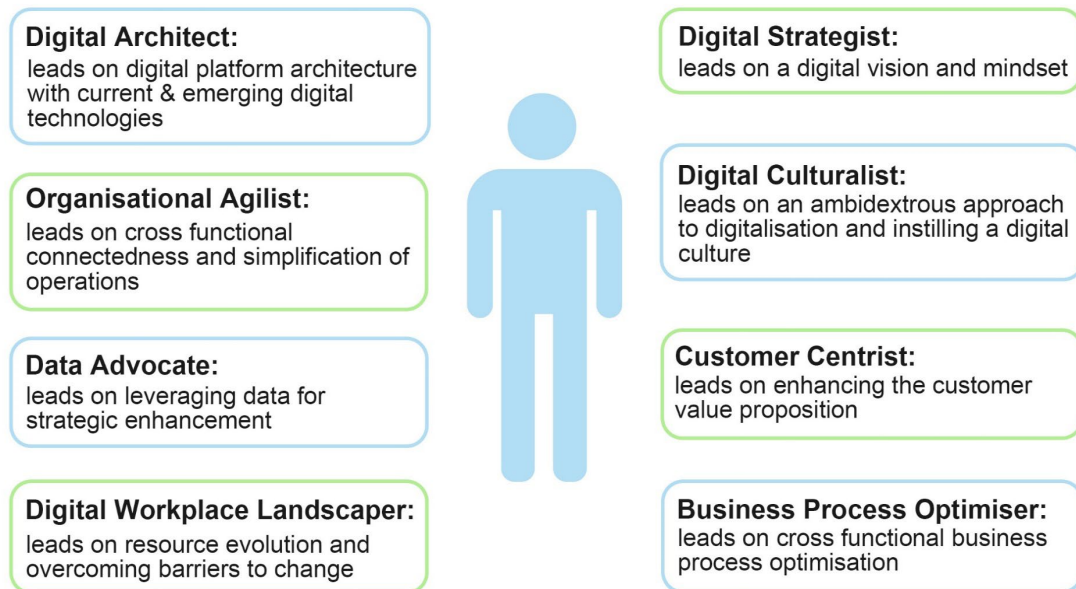 Digital Architect:
leads on digital platform architecture
with current & emerging digital
technologies
Organisational Agilist:
leads on cross functional
connectedness and simplification of
operations
Data Advocate:
leads on leveraging data for
strategic enhancement
Digital Workplace Landscaper:
leads on resource evolution and
overcoming barriers to change
Digital Strategist:
leads on a digital vision and mindset
Digital Culturalist:
leads on an ambidextrous approach
to digitalisation and instilling a digital
culture
Customer Centrist:
leads on enhancing the customer
value proposition
Business Process Optimiser:
leads on cross functional business
process optimisation